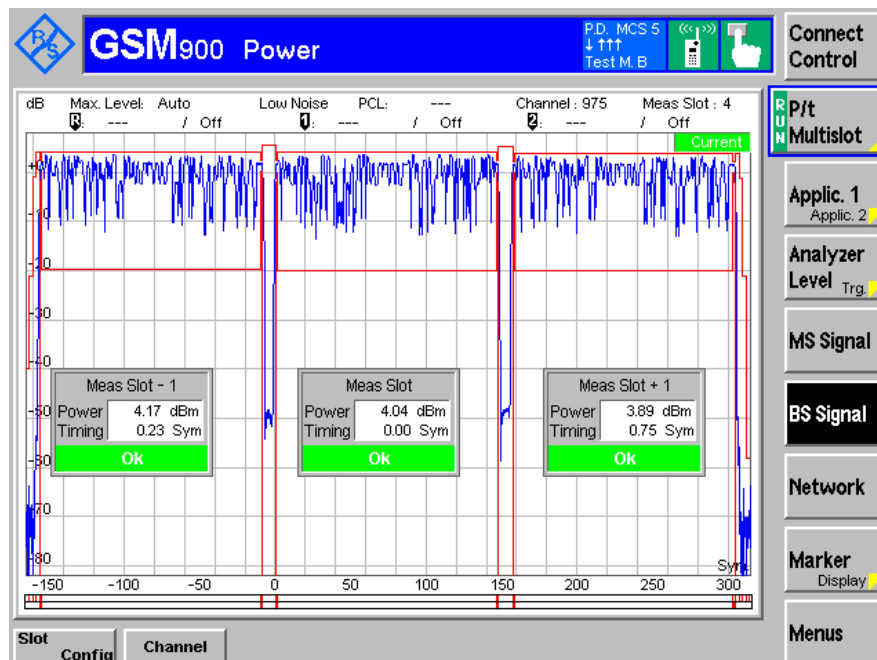 R/S
GSM900 Power
P.D. MCS 5
↓ ↑↑↑
Test M. B
Connect Control
dB Max. Level: Auto Low Noise PCL: --- Channel : 975 Meas Slot : 4
R: --- / Off 1: --- / Off 2: --- / Off
Current
RUN
P/t Multislot
Applic. 1
Applic. 2
Analyzer Level Trg.
MS Signal
BS Signal
Network
Marker
Display
Menus
+0
-10
-20
-30
-40
-50
-60
-70
-80
Meas Slot - 1
Power 4.17 dBm
Timing 0.23 Sym
Ok
Meas Slot
Power 4.04 dBm
Timing 0.00 Sym
Ok
Meas Slot + 1
Power 3.89 dBm
Timing 0.75 Sym
Ok
Sym
-150 -100 -50 0 50 100 150 200 250 300
Slot Config
Channel